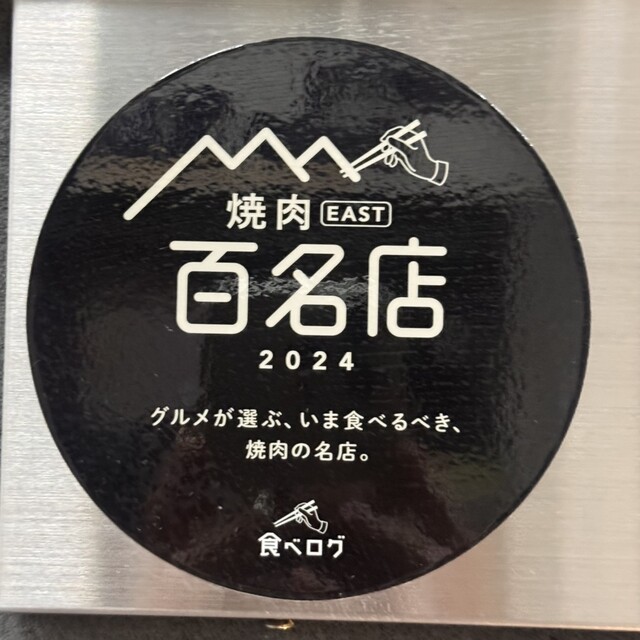 焼肉 EAST
百名店
2024
グルメが選ぶ、いま食べるべき、
焼肉の名店。
食べログ